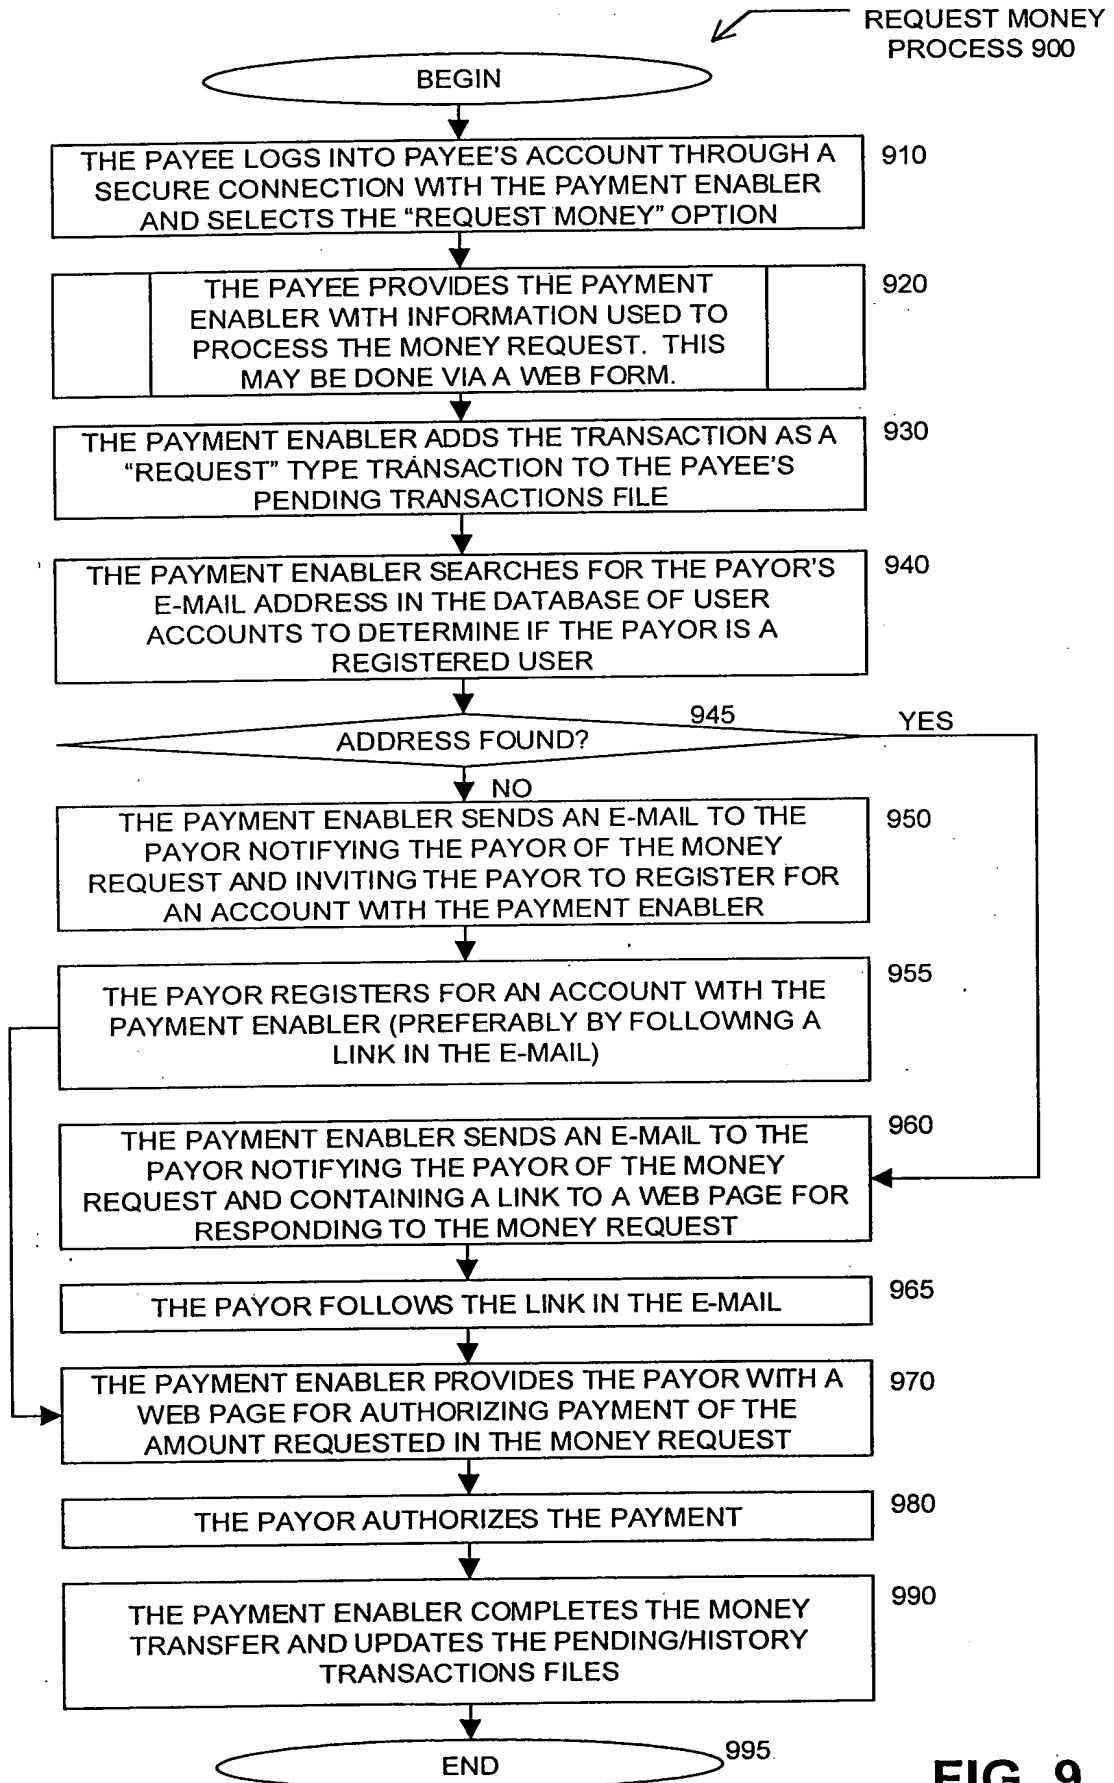 REQUEST MONEY
PROCESS 900
BEGIN
THE PAYEE LOGS INTO PAYEE'S ACCOUNT THROUGH A
SECURE CONNECTION WITH THE PAYMENT ENABLER
AND SELECTS THE “REQUEST MONEY” OPTION
910
THE PAYEE PROVIDES THE PAYMENT
ENABLER WITH INFORMATION USED TO
PROCESS THE MONEY REQUEST. THIS
MAY BE DONE VIA A WEB FORM.
920
THE PAYMENT ENABLER ADDS THE TRANSACTION AS A
“REQUEST” TYPE TRANSACTION TO THE PAYEE'S
PENDING TRANSACTIONS FILE
930
THE PAYMENT ENABLER SEARCHES FOR THE PAYOR'S
E-MAIL ADDRESS IN THE DATABASE OF USER
ACCOUNTS TO DETERMINE IF THE PAYOR IS A
REGISTERED USER
940
945
ADDRESS FOUND?
YES
NO
THE PAYMENT ENABLER SENDS AN E-MAIL TO THE
PAYOR NOTIFYING THE PAYOR OF THE MONEY
REQUEST AND INVITING THE PAYOR TO REGISTER FOR
AN ACCOUNT WITH THE PAYMENT ENABLER
950
THE PAYOR REGISTERS FOR AN ACCOUNT WITH THE
PAYMENT ENABLER (PREFERABLY BY FOLLOWING A
LINK IN THE E-MAIL)
955
THE PAYMENT ENABLER SENDS AN E-MAIL TO THE
PAYOR NOTIFYING THE PAYOR OF THE MONEY
REQUEST AND CONTAINING A LINK TO A WEB PAGE FOR
RESPONDING TO THE MONEY REQUEST
960
THE PAYOR FOLLOWS THE LINK IN THE E-MAIL
965
THE PAYMENT ENABLER PROVIDES THE PAYOR WITH A
WEB PAGE FOR AUTHORIZING PAYMENT OF THE
AMOUNT REQUESTED IN THE MONEY REQUEST
970
THE PAYOR AUTHORIZES THE PAYMENT
980
THE PAYMENT ENABLER COMPLETES THE MONEY
TRANSFER AND UPDATES THE PENDING/HISTORY
TRANSACTIONS FILES
990
END
995
FIG. 9